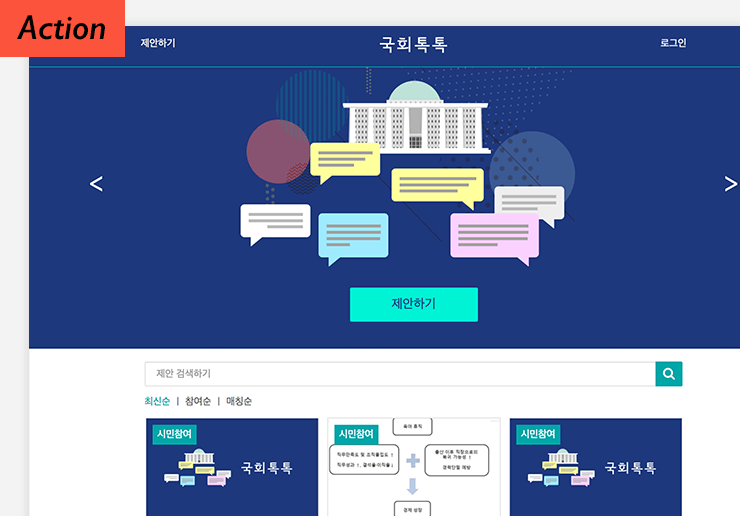 Action
제안하기
국회톡톡
로그인
<
>
제안하기
제안 검색하기
최신순 | 참여순 | 매칭순
시민참여
국회톡톡
시민참여
육아 휴직
직무만족도 및 조직몰입도 ↑
직무성과 ↑, 결석율·이직율↓
출산 이후 직장으로의
복귀 가능성 ↑
경력단절 예방
경제 성장
시민참여
국회톡톡